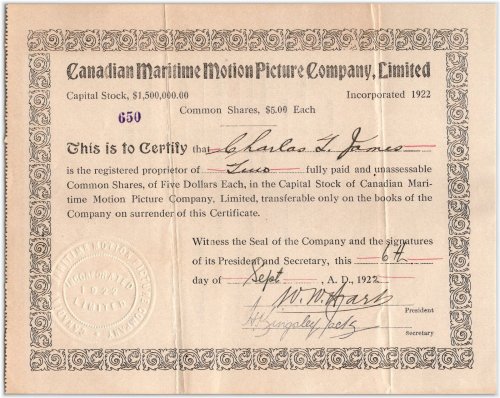 Canadian Maritime Motion Picture Company, Limited
Capital Stock, $1,500,000.00 Incorporated 1922
Common Shares, $5.00 Each
650
This is to Certify that Charlas T. James
is the registered proprietor of Two fully paid and unassessable
Common Shares, of Five Dollars Each, in the Capital Stock of Canadian Mari-
time Motion Picture Company, Limited, transferable only on the books of
the Company on surrender of this Certificate.
Witness the Seal of the Company and the signatures
of its President and Secretary, this 6th
day of Sept, A. D., 1922
W. W.
President
Kingsley
Secretary
INCORPORATED
1922
LIMITED